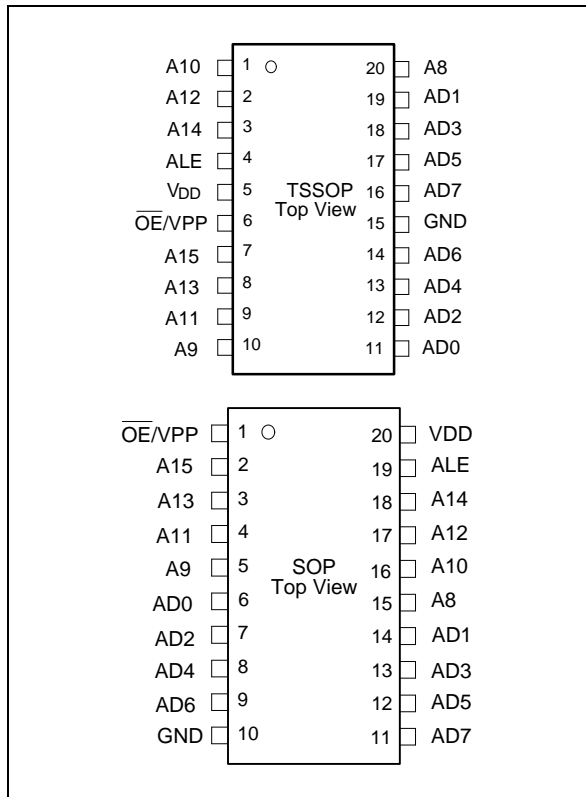 A10 1 20 A8
A12 2 19 AD1
A14 3 18 AD3
ALE 4 17 AD5
VDD 5 TSSOP 16 AD7
Top View
OE/VPP 6 15 GND
A15 7 14 AD6
A13 8 13 AD4
A11 9 12 AD2
A9 10 11 AD0
OE/VPP 1 20 VDD
A15 2 19 ALE
A13 3 18 A14
A11 4 17 A12
A9 5 SOP 16 A10
Top View
AD0 6 15 A8
AD2 7 14 AD1
AD4 8 13 AD3
AD6 9 12 AD5
GND 10 11 AD7